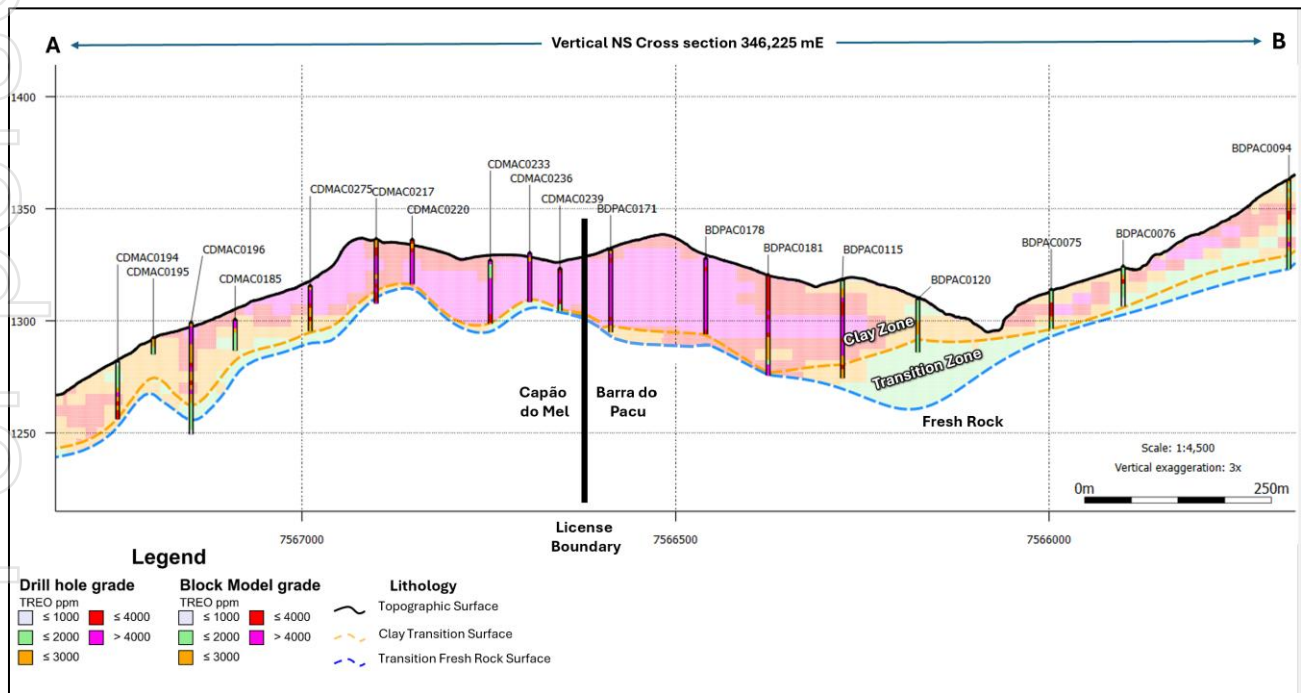 A
Vertical NS Cross section 346,225 mE
B
1400
1350
1300
1250
CDMAC0194
CDMAC0195
CDMAC0196
CDMAC0185
CDMAC0275
CDMAC0217
CDMAC0220
CDMAC0233
CDMAC0236
CDMAC0239
BDPAC0171
BDPAC0178
BDPAC0181
BDPAC0115
BDPAC0120
BDPAC0075
BDPAC0076
BDPAC0094
Clay Zone
Transition Zone
Fresh Rock
Capão
do Mel
Barra do
Pacu
Scale: 1:4,500
Vertical exaggeration: 3x
0m
250m
7567000
7566500
7566000
License
Boundary
Legend
Drill hole grade
TREO ppm
≤ 1000
≤ 4000
≤ 2000
> 4000
≤ 3000
Block Model grade
TREO ppm
≤ 1000
≤ 4000
≤ 2000
> 4000
≤ 3000
Lithology
Topographic Surface
Clay Transition Surface
Transition Fresh Rock Surface